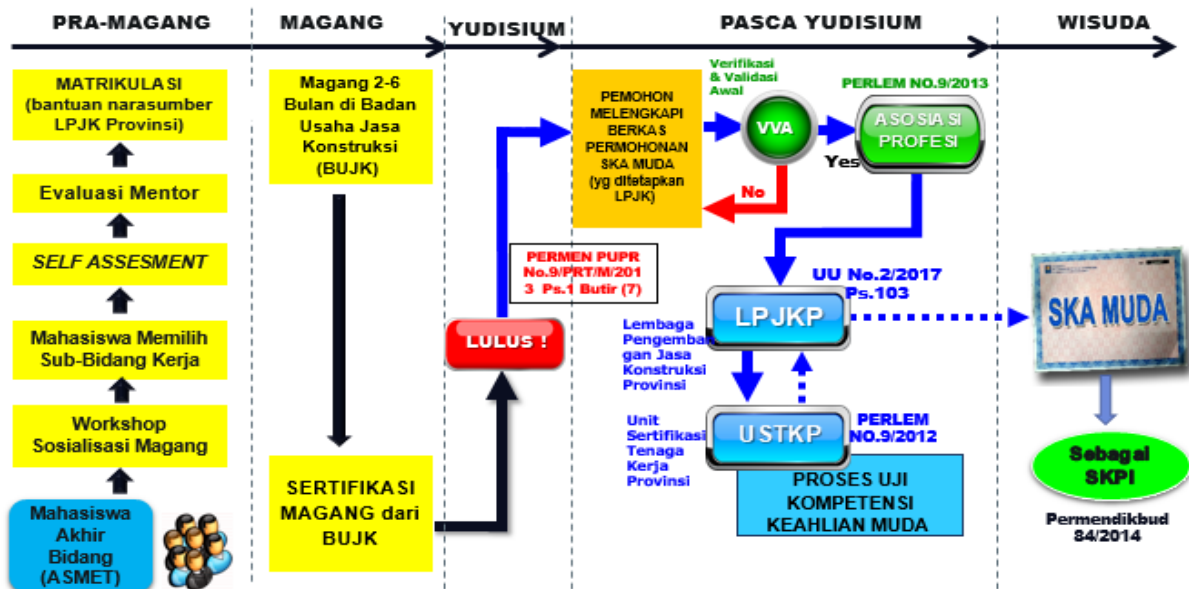 PRA-MAGANG
MAGANG
YUDISIUM
PASCA YUDISIUM
WISUDA
MATRIKULASI
(bantuan narasumber
LPJK Provinsi)
Evaluasi Mentor
SELF ASSESMENT
Mahasiswa Memilih
Sub-Bidang Kerja
Workshop
Sosialisasi Magang
Mahasiswa
Akhir
Bidang
(ASMET)
Magang 2-6
Bulan di Badan
Usaha Jasa
Konstruksi
(BUJK)
SERTIFIKASI
MAGANG dari
BUJK
LULUS !
PERMEN PUPR
No.9/PRT/M/201
3 Ps.1 Butir (7)
PEMOHON
MELENGKAPI
BERKAS
PERMOHONAN
SKA MUDA
(yg ditetapkan
LPJK)
Verifikasi
& Validasi
Awal
VVA
Yes
No
PERLEM NO.9/2013
ASOSIASI
PROFESI
UU No.2/2017
Ps.103
LPJKP
Lembaga
Pengemban
gan Jasa
Konstruksi
Provinsi
Unit
Sertifikasi
Tenaga
Kerja
Provinsi
USTKP
PERLEM
NO.9/2012
PROSES UJI
KOMPETENSI
KEAHLIAN MUDA
SKA MUDA
Sebagai
SKPI
Permendikbud
84/2014